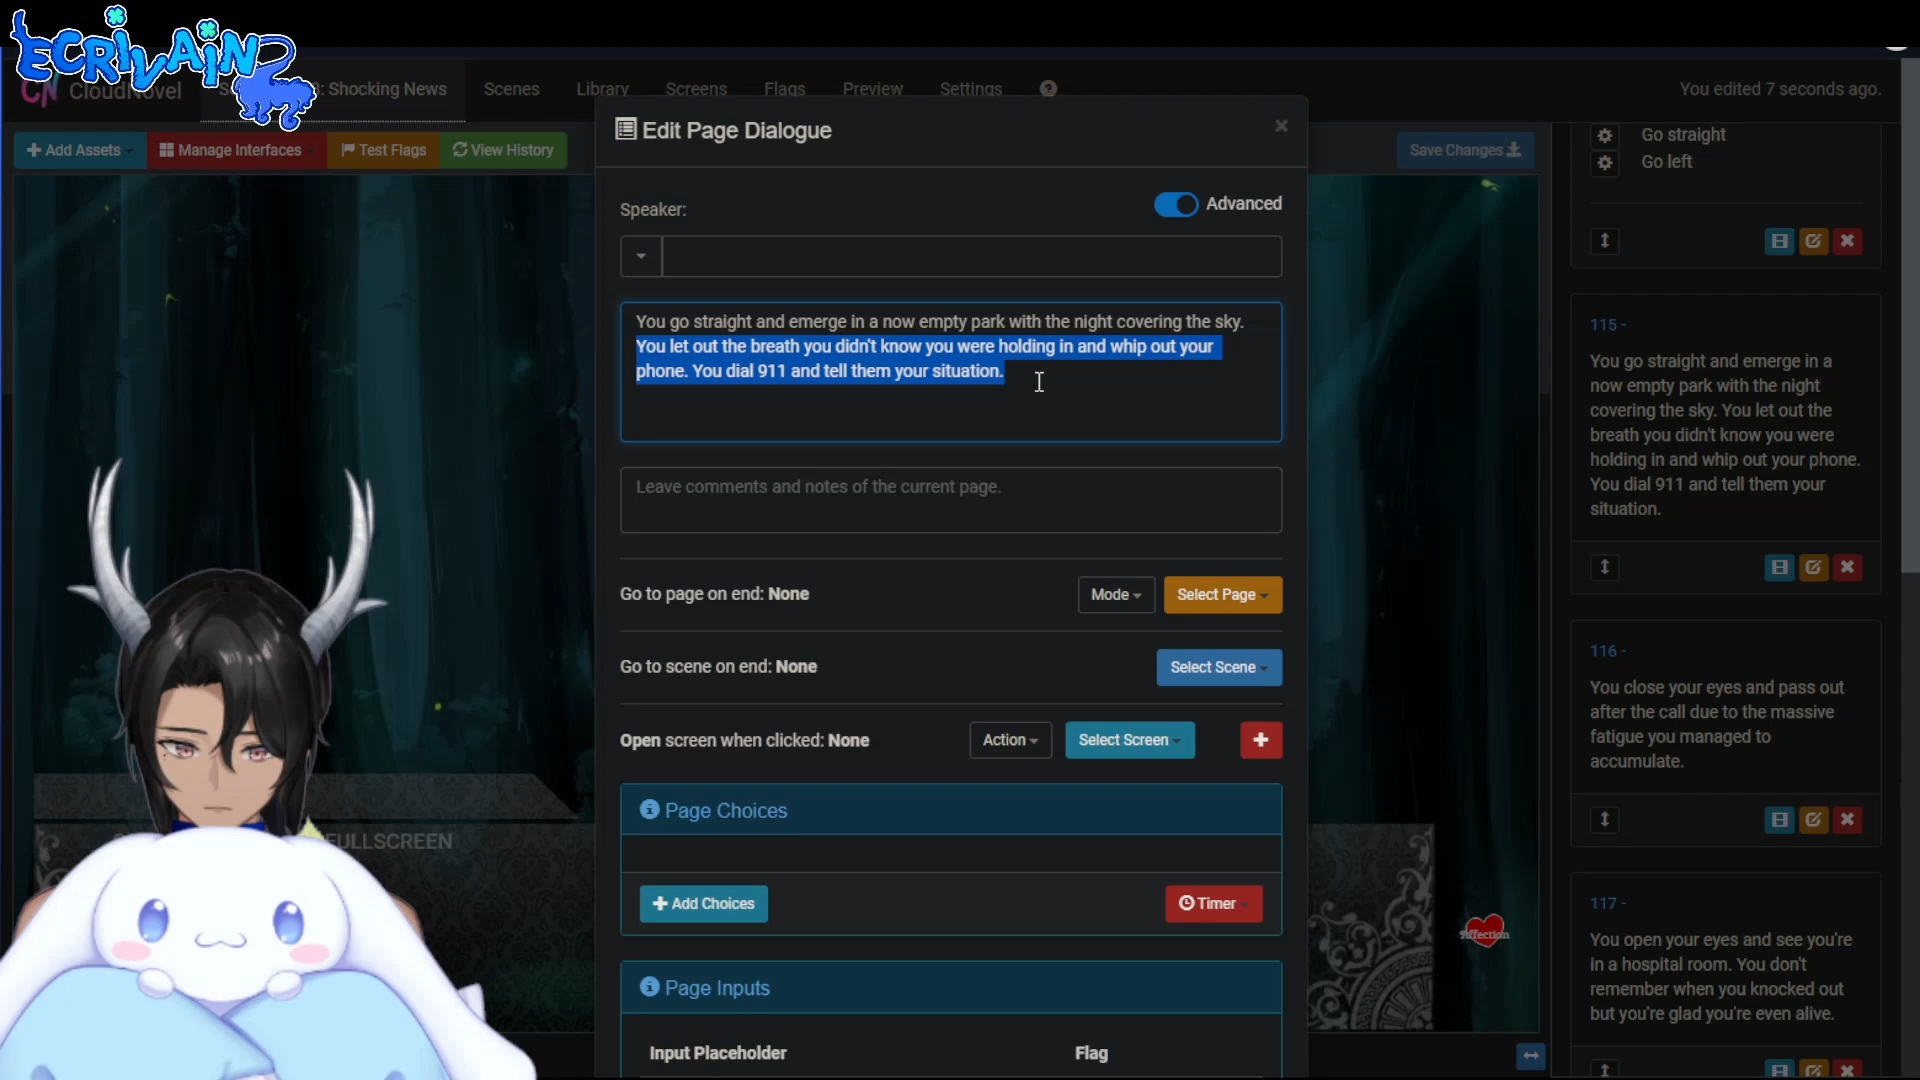 ECRIVAIN
CN CloudNovel
: Shocking News
Scenes
Library
Screens
Flags
Preview
Settings
?
You edited 7 seconds ago.
Add Assets
Manage Interfaces
Test Flags
View History
Save Changes
Edit Page Dialogue
×
Speaker:
Advanced
You go straight and emerge in a now empty park with the night covering the sky.
You let out the breath you didn't know you were holding in and whip out your
phone. You dial 911 and tell them your situation.
Leave comments and notes of the current page.
Go to page on end: None
Mode
Select Page
Go to scene on end: None
Select Scene
Open screen when clicked: None
Action
Select Screen
Page Choices
Add Choices
Timer
Page Inputs
Input Placeholder
Flag
FULLSCREEN
Affection
Go straight
Go left
115 -
You go straight and emerge in a
now empty park with the night
covering the sky. You let out the
breath you didn't know you were
holding in and whip out your phone.
You dial 911 and tell them your
situation.
116 -
You close your eyes and pass out
after the call due to the massive
fatigue you managed to
accumulate.
117 -
You open your eyes and see you're
in a hospital room. You don't
remember when you knocked out
but you're glad you're even alive.